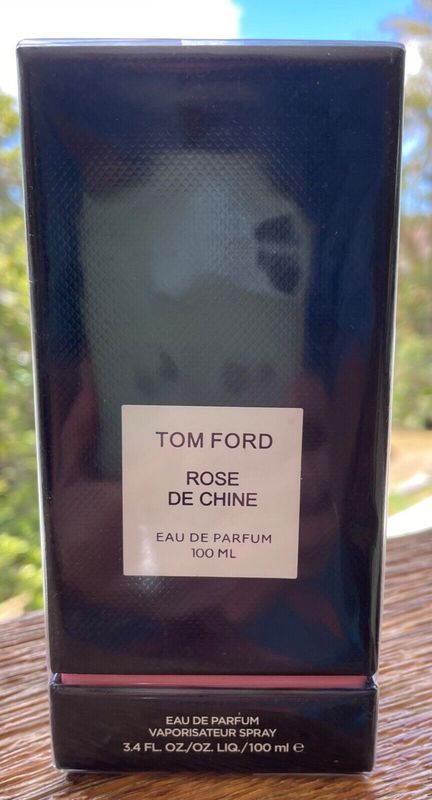 TOM FORD
ROSE
DE CHINE
EAU DE PARFUM
100 ML
EAU DE PARFUM
VAPORISATEUR SPRAY
3.4 FL. OZ./OZ. LIQ./100 ml ℮